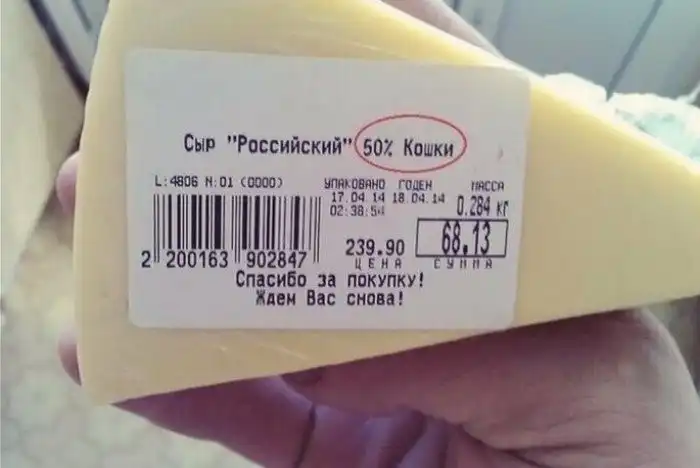 Сыр "Российский" 50% Кошки
L:4806 N:01 (0000) УПАКОВАНО ГОДЕН МАССА
17.04.14 18.04.14 0.284 кг
02:38:54
239.90 68.13
ЦЕНА СУММА
2 200163 902847
Спасибо за покупку!
Ждем Вас снова!